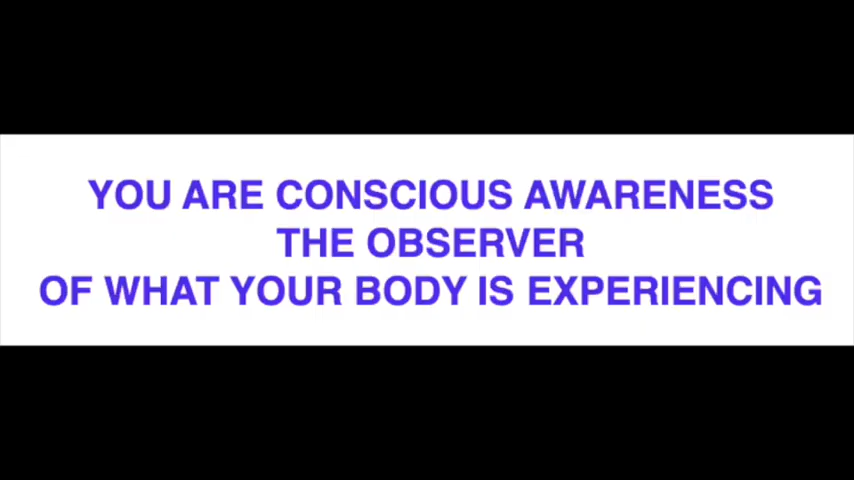 YOU ARE CONSCIOUS AWARENESS
THE OBSERVER
OF WHAT YOUR BODY IS EXPERIENCING